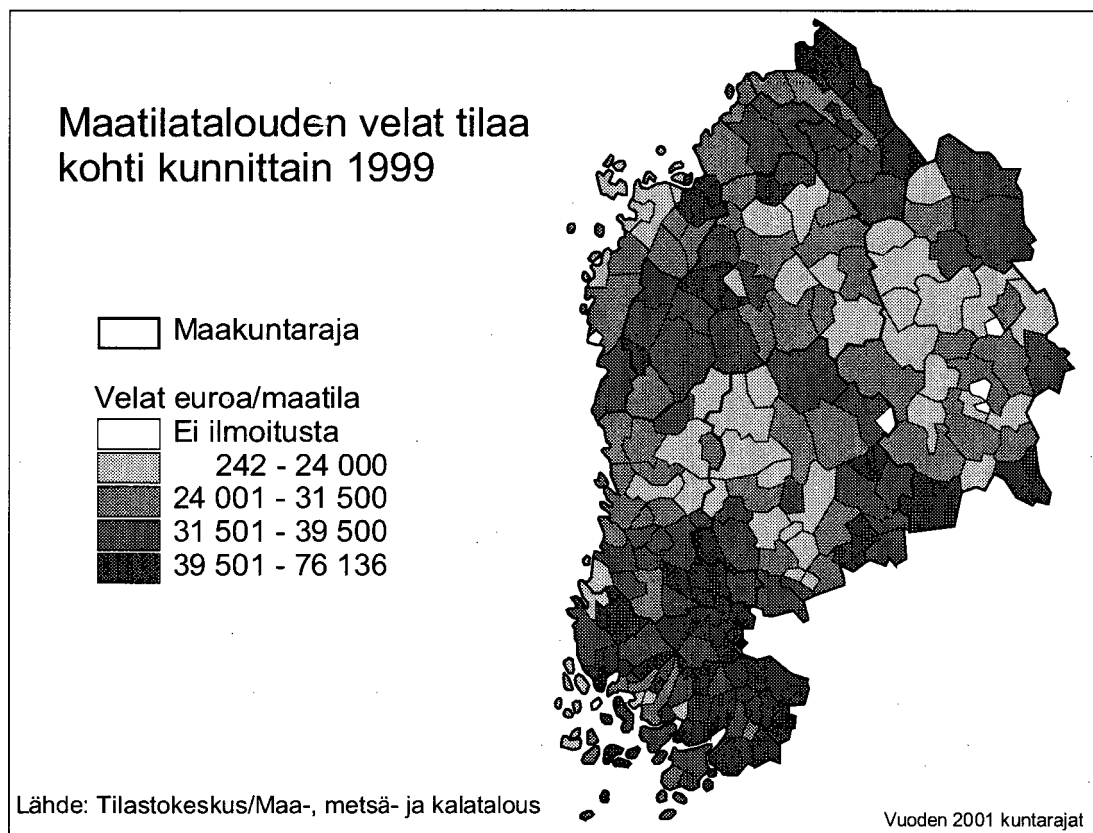 Maatilatalouden velat tilaa
kohti kunnittain 1999
Maakuntaraja
Velat euroa/maatila
Ei ilmoitusta
242 - 24 000
24 001 - 31 500
31 501 - 39 500
39 501 - 76 136
Lähde: Tilastokeskus/Maa-, metsä- ja kalatalous
Vuoden 2001 kuntarajat